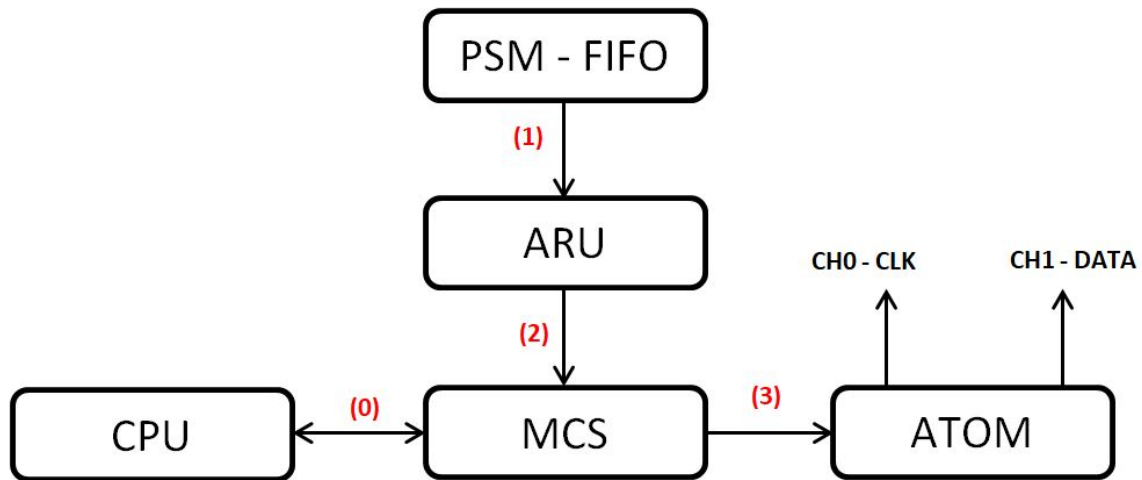 PSM - FIFO
(1)
ARU
CH0 - CLK
CH1 - DATA
(2)
(0)
(3)
CPU
MCS
ATOM